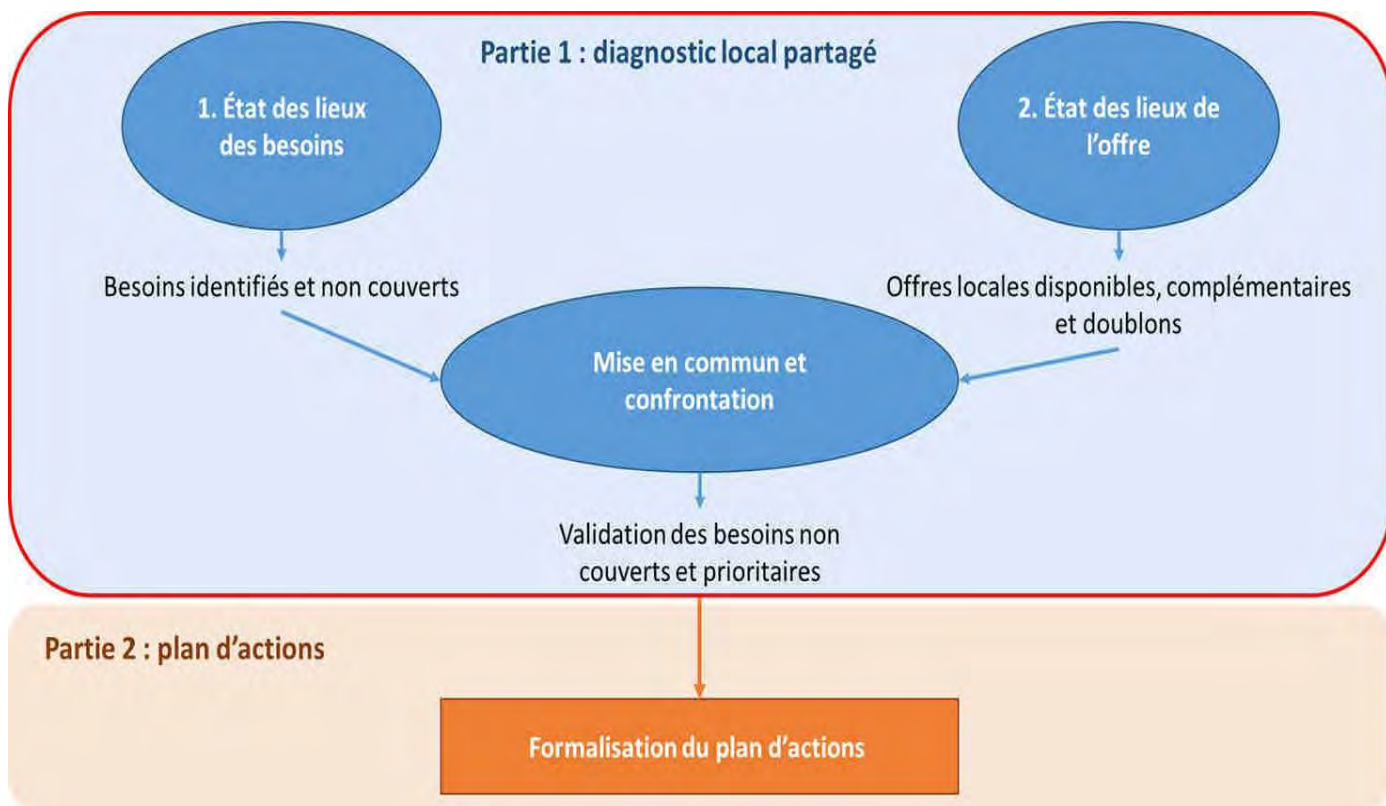 Partie 1 : diagnostic local partagé
1. État des lieux
des besoins
2. État des lieux de
l’offre
Besoins identifiés et non couverts
Offres locales disponibles, complémentaires
et doublons
Mise en commun et
confrontation
Validation des besoins non
couverts et prioritaires
Partie 2 : plan d’actions
Formalisation du plan d’actions